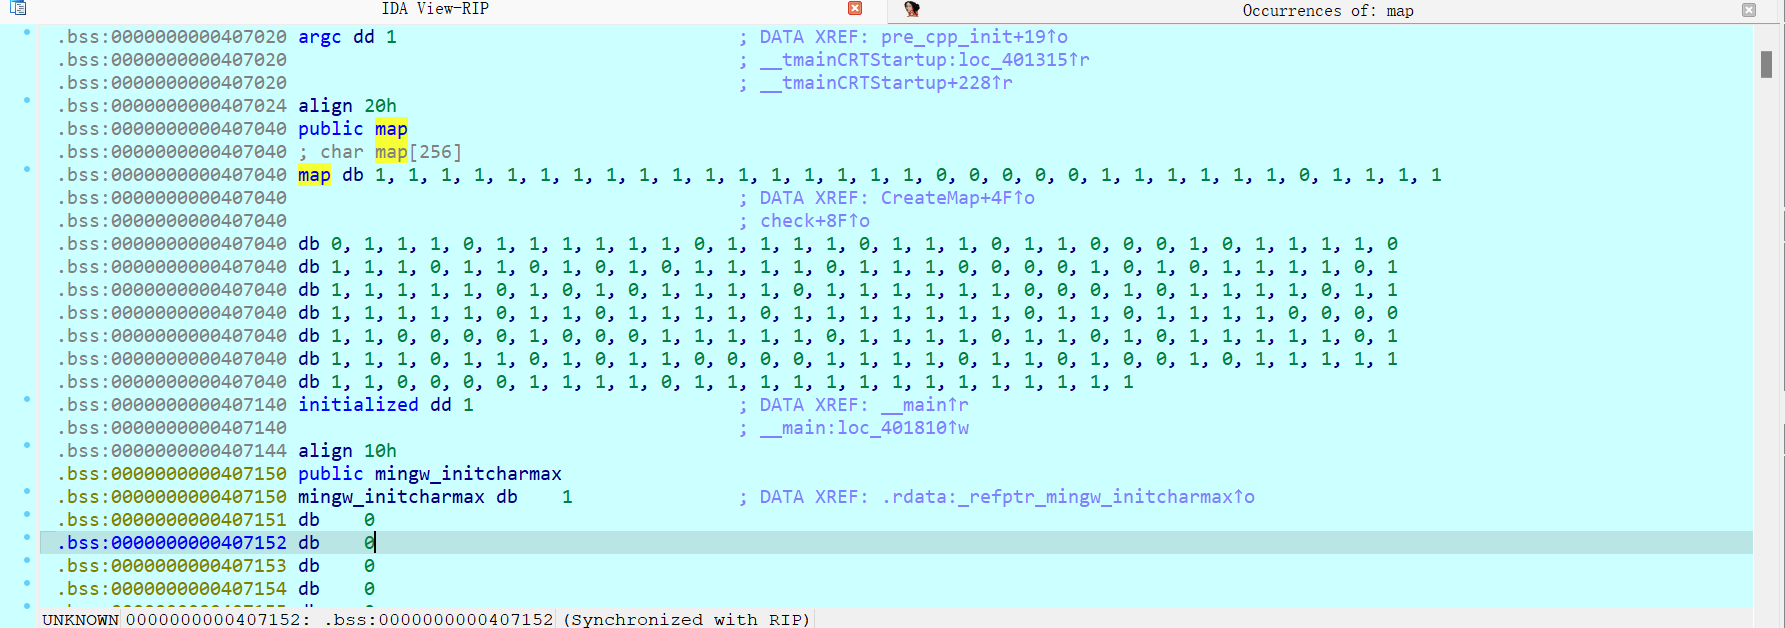 IDA View-RIP
Occurrences of: map
.bss:0000000000407020 argc dd 1 ; DATA XREF: pre_cpp_init+19↑o
.bss:0000000000407020 ; __tmainCRTStartup:loc_401315↑r
.bss:0000000000407020 ; __tmainCRTStartup+228↑r
.bss:0000000000407024 align 20h
.bss:0000000000407040 public map
.bss:0000000000407040 ; char map[256]
.bss:0000000000407040 map db 1, 1, 1, 1, 1, 1, 1, 1, 1, 1, 1, 1, 1, 1, 1, 1, 1, 0, 0, 0, 0, 0, 1, 1, 1, 1, 1, 1, 0, 1, 1, 1, 1
.bss:0000000000407040 ; DATA XREF: CreateMap+4F↑o
.bss:0000000000407040 ; check+8F↑o
.bss:0000000000407040 db 0, 1, 1, 1, 0, 1, 1, 1, 1, 1, 1, 0, 1, 1, 1, 1, 0, 1, 1, 1, 0, 1, 1, 0, 0, 0, 1, 0, 1, 1, 1, 1, 0
.bss:0000000000407040 db 1, 1, 1, 0, 1, 1, 0, 1, 0, 1, 0, 1, 1, 1, 1, 0, 1, 1, 1, 0, 0, 0, 0, 1, 0, 1, 0, 1, 1, 1, 1, 0, 1
.bss:0000000000407040 db 1, 1, 1, 1, 1, 0, 1, 0, 1, 0, 1, 1, 1, 1, 0, 1, 1, 1, 1, 1, 1, 0, 0, 0, 1, 0, 1, 1, 1, 1, 0, 1, 1
.bss:0000000000407040 db 1, 1, 1, 1, 1, 0, 1, 1, 0, 1, 1, 1, 1, 0, 1, 1, 1, 1, 1, 1, 1, 0, 1, 1, 0, 1, 1, 1, 1, 0, 0, 0, 0
.bss:0000000000407040 db 1, 1, 0, 0, 0, 0, 1, 0, 0, 0, 1, 1, 1, 1, 1, 0, 1, 1, 1, 1, 0, 1, 1, 0, 1, 0, 1, 1, 1, 1, 1, 0, 1
.bss:0000000000407040 db 1, 1, 1, 0, 1, 1, 0, 1, 0, 1, 1, 0, 0, 0, 0, 1, 1, 1, 1, 0, 1, 1, 0, 1, 0, 0, 1, 0, 1, 1, 1, 1, 1
.bss:0000000000407040 db 1, 1, 0, 0, 0, 0, 1, 1, 1, 1, 0, 1, 1, 1, 1, 1, 1, 1, 1, 1, 1, 1, 1, 1, 1
.bss:0000000000407140 initialized dd 1 ; DATA XREF: __main↑r
.bss:0000000000407140 ; __main:loc_401810↑w
.bss:0000000000407144 align 10h
.bss:0000000000407150 public mingw_initcharmax
.bss:0000000000407150 mingw_initcharmax db 1 ; DATA XREF: .rdata:_refptr_mingw_initcharmax↑o
.bss:0000000000407151 db 0
.bss:0000000000407152 db 0
.bss:0000000000407153 db 0
.bss:0000000000407154 db 0
UNKNOWN 0000000000407152: .bss:0000000000407152 (Synchronized with RIP)